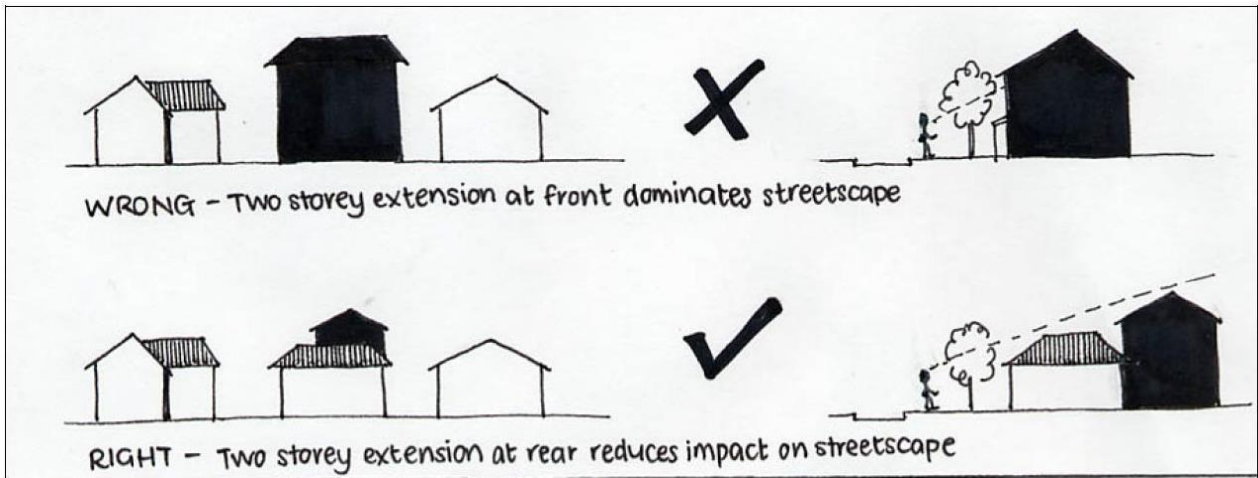 WRONG - Two storey extension at front dominates streetscape
RIGHT - Two storey extension at rear reduces impact on streetscape